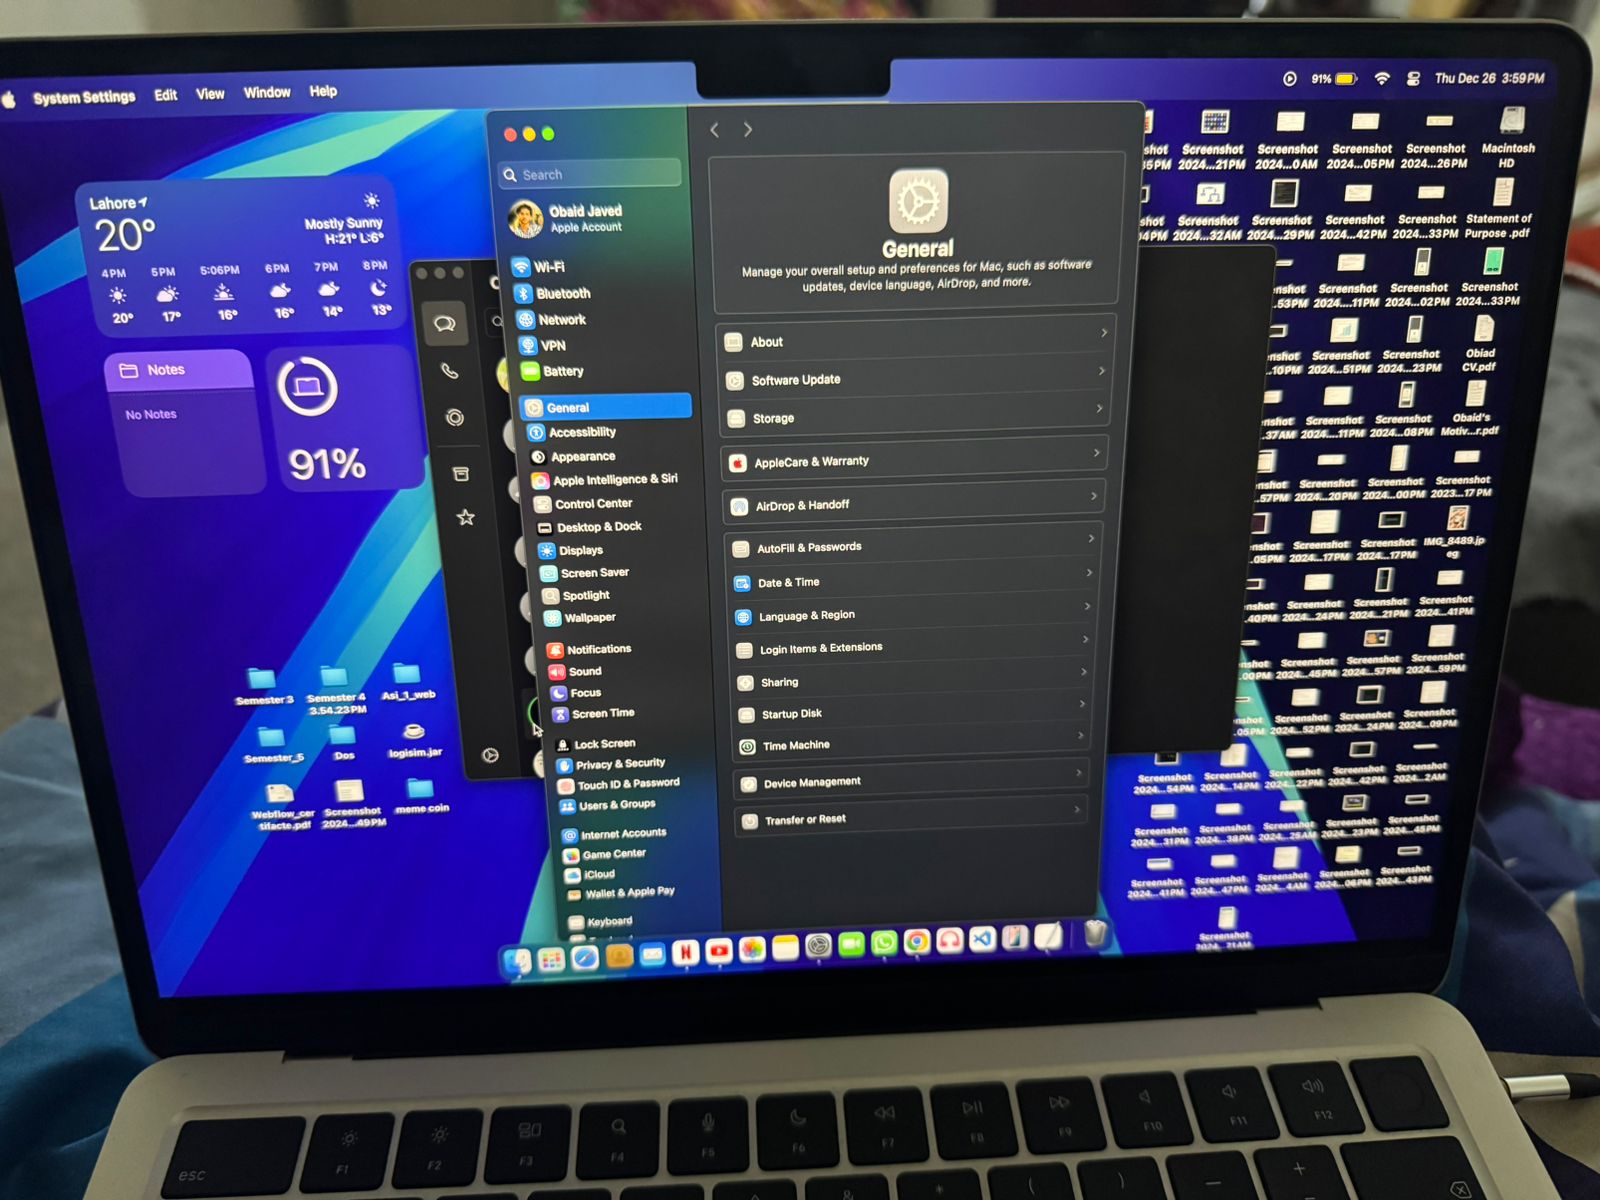 System Settings Edit View Window Help
91% Thu Dec 26 3:59PM
Lahore
20°
Mostly Sunny
H:21° L:6°
4PM 5PM 5:06PM 6PM 7PM 8PM
20° 17° 16° 16° 14° 13°
Notes
No Notes
91%
Semester 3
Semester 4
3.54.23PM
Asi_1_web
Semester_5
Dos
logisim.jar
Webflow_cer
tifacte.pdf
Screenshot
2024...49PM
meme coin
Search
Obaid Javed
Apple Account
Wi-Fi
Bluetooth
Network
VPN
Battery
General
Accessibility
Appearance
Apple Intelligence & Siri
Control Center
Desktop & Dock
Displays
Screen Saver
Spotlight
Wallpaper
Notifications
Sound
Focus
Screen Time
Lock Screen
Privacy & Security
Touch ID & Password
Users & Groups
Internet Accounts
Game Center
iCloud
Wallet & Apple Pay
Keyboard
General
Manage your overall setup and preferences for Mac, such as software
updates, device language, AirDrop, and more.
About
Software Update
Storage
AppleCare & Warranty
AirDrop & Handoff
AutoFill & Passwords
Date & Time
Language & Region
Login Items & Extensions
Sharing
Startup Disk
Time Machine
Device Management
Transfer or Reset
Screenshot Screenshot Screenshot Screenshot Macintosh
2024...21PM 2024...0AM 2024...05PM 2024...26PM HD
Screenshot Screenshot Screenshot Screenshot Statement of
2024...32AM 2024...29PM 2024...42PM 2024...33PM Purpose .pdf
Screenshot Screenshot Screenshot
2024....11PM 2024...02PM 2024...33PM
Screenshot Screenshot Obiad
2024...51PM 2024...23PM CV.pdf
Screenshot Screenshot Obaid's
2024...11PM 2024...08PM Motiv...r.pdf
Screenshot Screenshot Screenshot
2024...20PM 2024...00PM 2023...17PM
Screenshot Screenshot IMG_8489.jp
2024...17PM 2024...17PM eg
Screenshot Screenshot Screenshot
2024...24PM 2024...21PM 2024...41PM
Screenshot Screenshot Screenshot
2024...45PM 2024...57PM 2024...59PM
Screenshot Screenshot Screenshot
2024...52PM 2024...24PM 2024...09PM
Screenshot Screenshot Screenshot Screenshot
2024...54PM 2024...14PM 2024...22PM 2024...2AM
Screenshot Screenshot Screenshot Screenshot Screenshot
2024...31PM 2024...38PM 2024...25AM 2024...23PM 2024...45PM
Screenshot Screenshot Screenshot Screenshot Screenshot
2024...41PM 2024...47PM 2024...4AM 2024...06PM 2024...43PM
Screenshot
2024...21AM
esc F1 F2 F3 F4 F5 F6 F7 F8 F9 F10 F11 F12